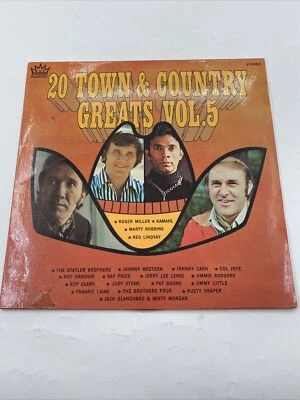 STEREO
20 TOWN & COUNTRY
GREATS VOL.5
• ROGER MILLER • KAMAHL
• MARTY ROBBINS
• REG LINDSAY
• THE STATLER BROTHERS • JOHNNY WESTERN • JOHNNY CASH • COL JOYE
• ROY ORBISON • RAY PRICE • JERRY LEE LEWIS • JIMMIE RODGERS
• ROY CLARK • JUDY STONE • PAT BOONE • JIMMY LITTLE
• FRANKIE LAINE • THE BROTHERS FOUR • RUSTY DRAPER
• JACK BLANCHARD & MISTY MORGAN